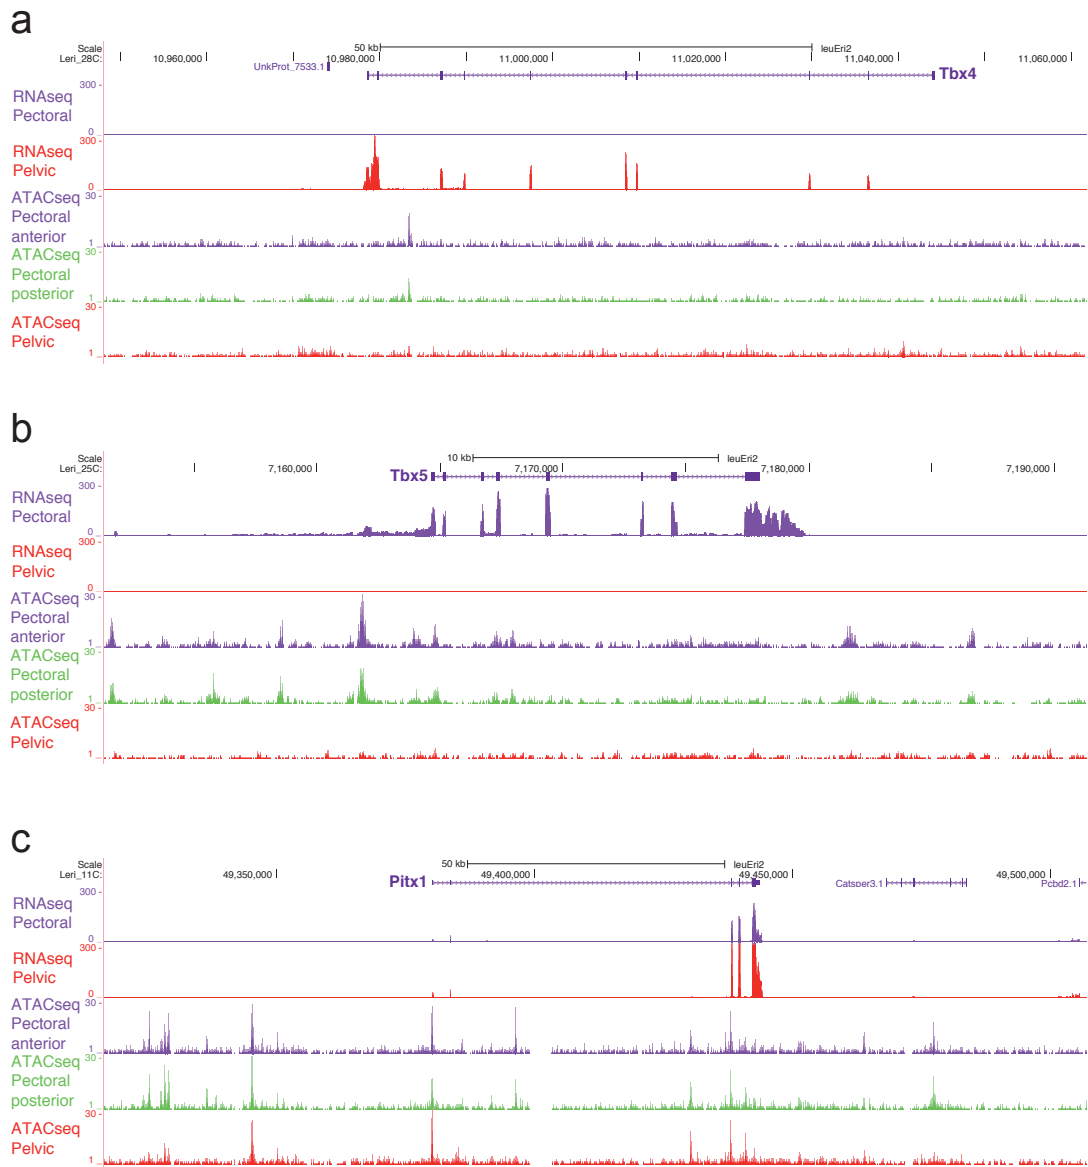 a
Scale 50 kb leuEri2
Leri_28C: 10,960,000 10,980,000 11,000,000 11,020,000 11,040,000 11,060,000
UnkProt_7533.1 Tbx4
RNAseq Pectoral 300 0
RNAseq Pelvic 300 0
ATACseq Pectoral anterior 30 1
ATACseq Pectoral posterior 30 1
ATACseq Pelvic 30 1
b
Scale 10 kb leuEri2
Leri_25C: 7,160,000 7,170,000 7,180,000 7,190,000
Tbx5
RNAseq Pectoral 300 0
RNAseq Pelvic 300 0
ATACseq Pectoral anterior 30 1
ATACseq Pectoral posterior 30 1
ATACseq Pelvic 30 1
c
Scale 50 kb leuEri2
Leri_11C: 49,350,000 49,400,000 49,450,000 49,500,000
Pitx1 Catsper3.1 Pcbd2.1
RNAseq Pectoral 300 0
RNAseq Pelvic 300 0
ATACseq Pectoral anterior 30 1
ATACseq Pectoral posterior 30 1
ATACseq Pelvic 30 1